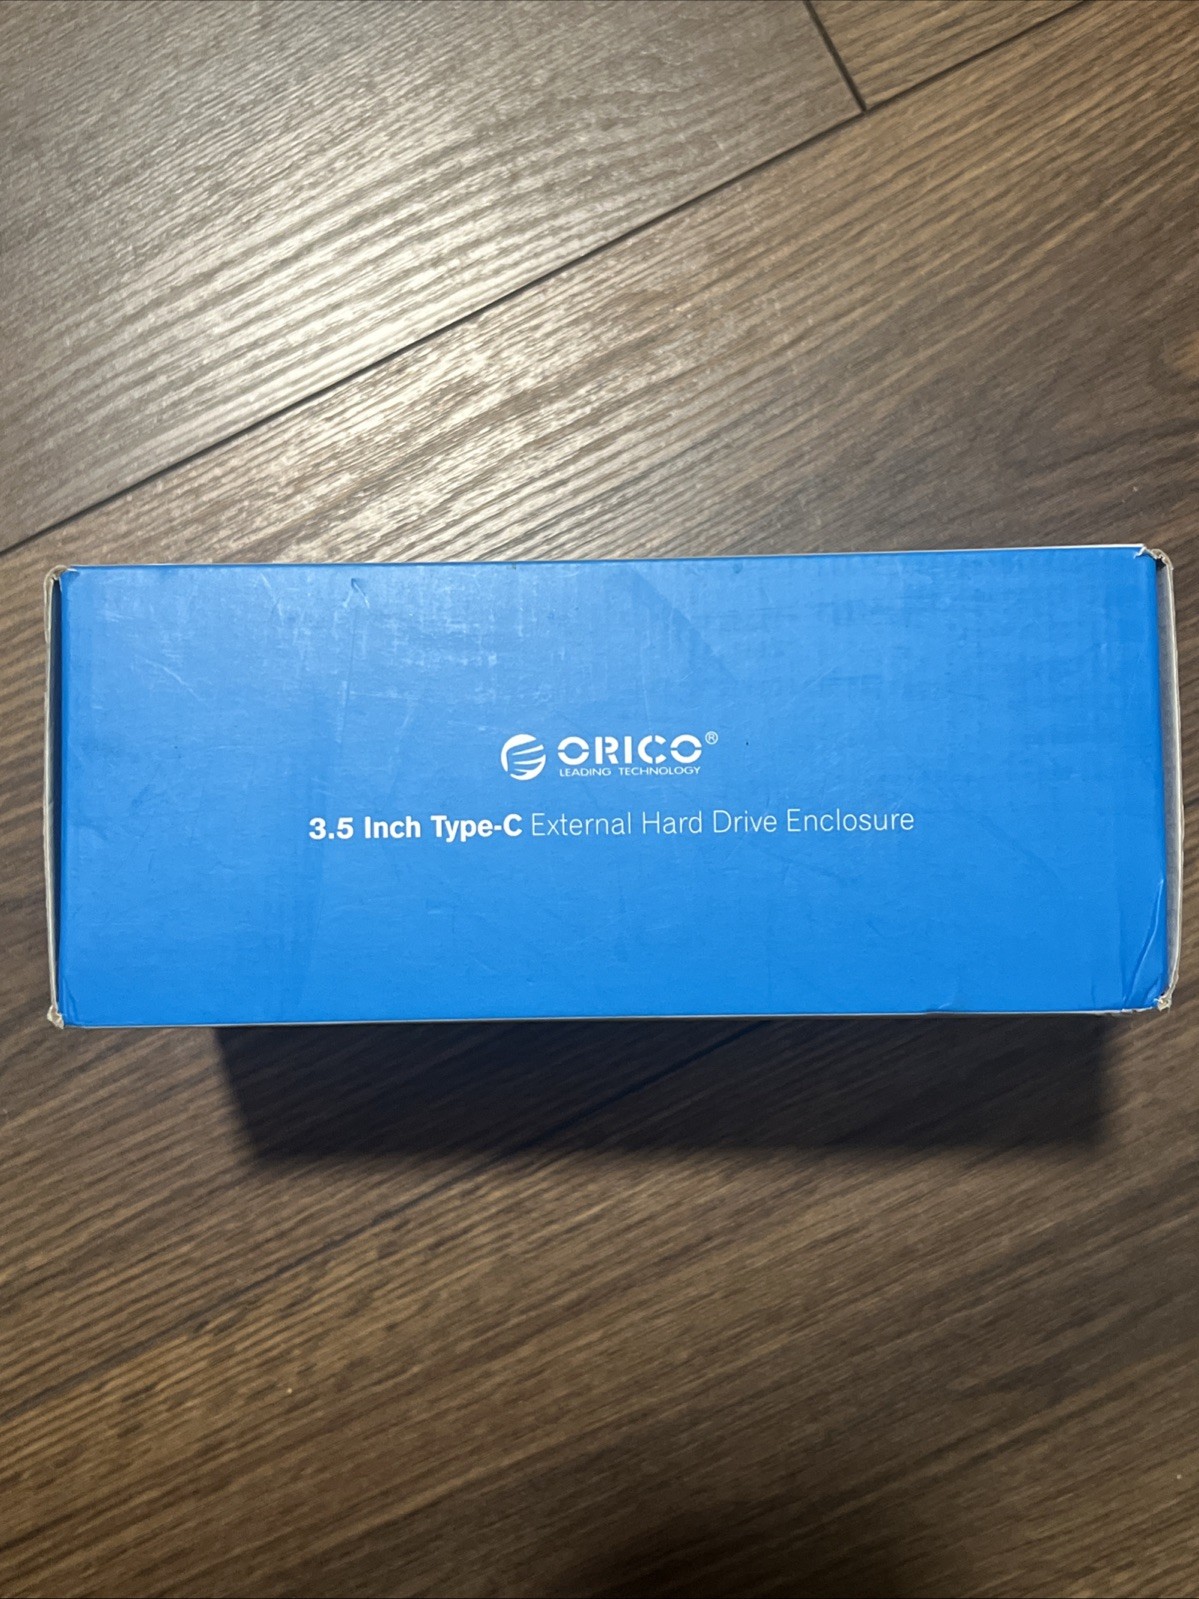 ORICO®
LEADING TECHNOLOGY
3.5 Inch Type-C External Hard Drive Enclosure